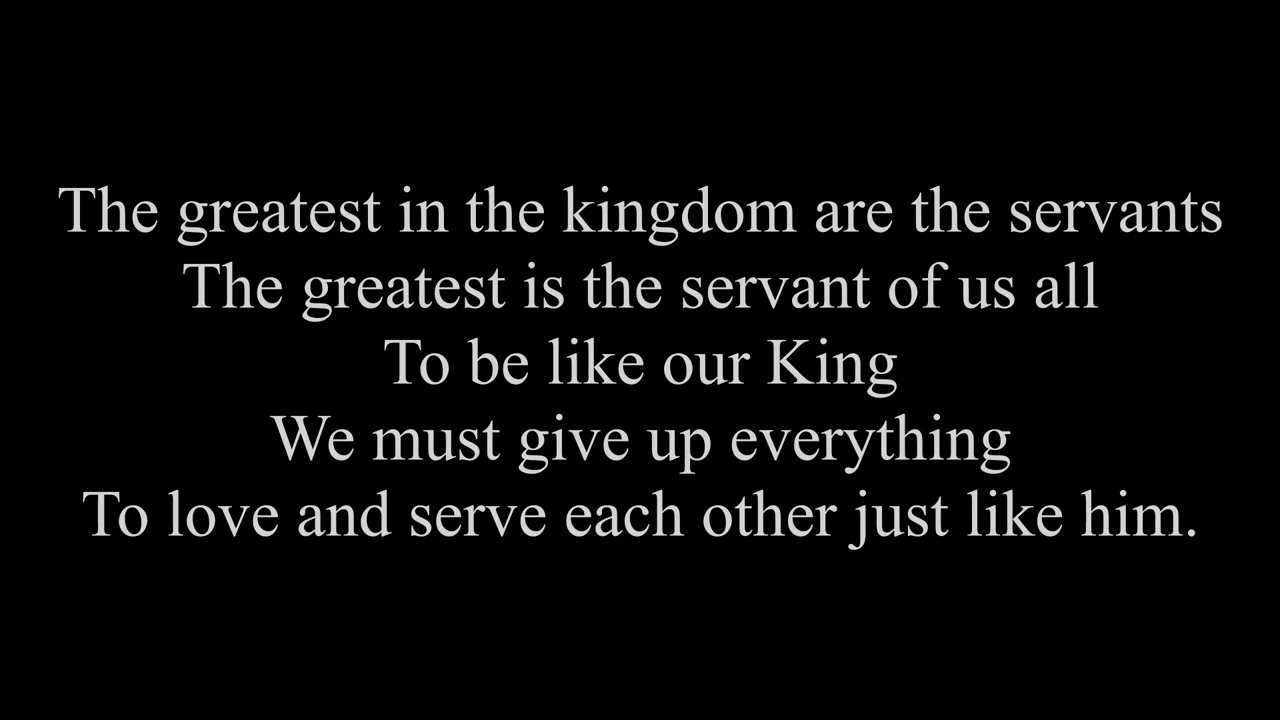 The greatest in the kingdom are the servants
The greatest is the servant of us all
To be like our King
We must give up everything
To love and serve each other just like him.